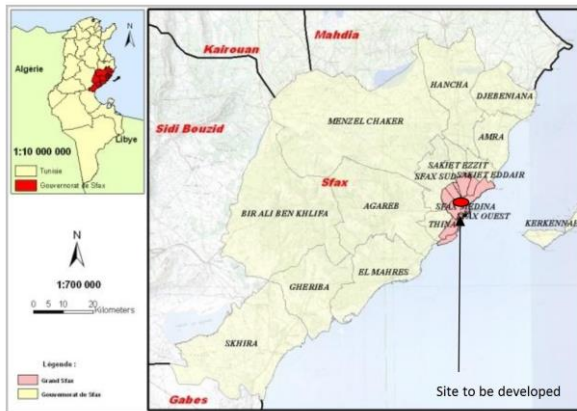 N
Algérie
Libye
1:10 000 000
Tunisie
Gouvernorat de Sfax
N
1:700 000
0 5 10 20
Kilometers
Légende :
Grand Sfax
Gouvernorat de Sfax
Kairouan
Mahdia
Sidi Bouzid
HANCHA
DJEBENIANA
MENZEL CHAKER
AMRA
SAKIET EZZIT
SFAX SUD
SAKIET EDDAIR
Sfax
SFAX MEDINA
SFAX OUEST
BIR ALI BEN KHLIFA
AGAREB
THINA
KERKENNAH
EL MAHRES
GHERIBA
SKHIRA
Gabes
Site to be developed